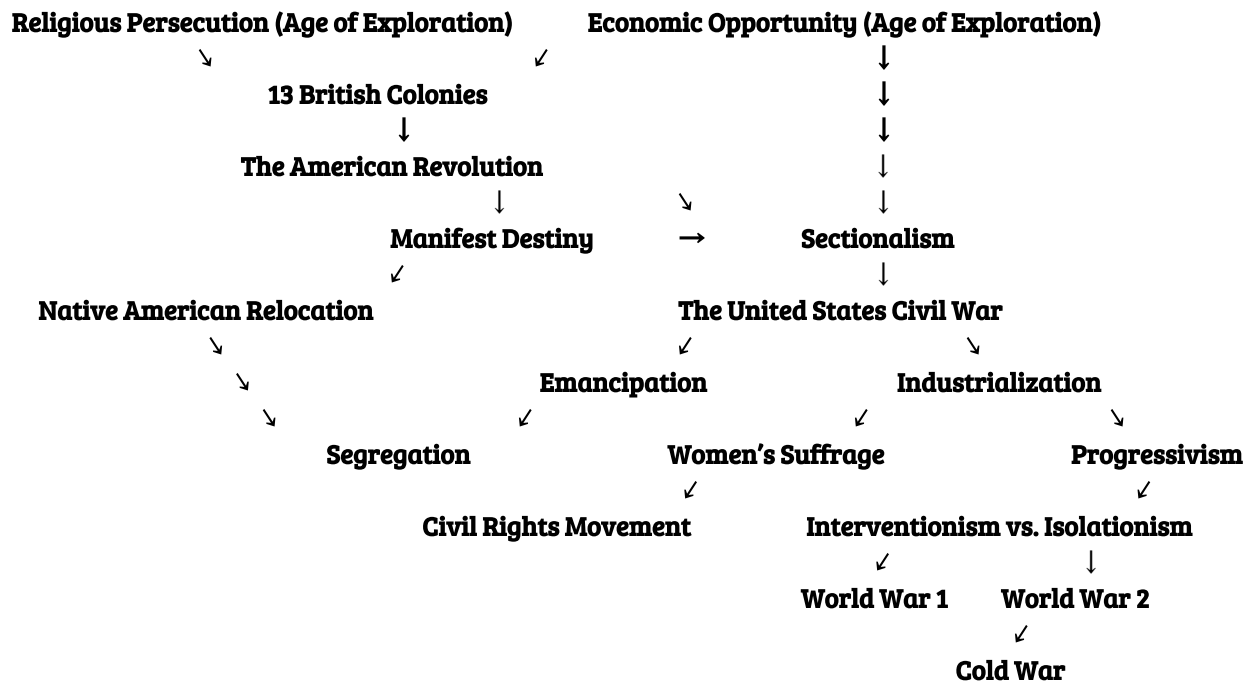 Religious Persecution (Age of Exploration) Economic Opportunity (Age of Exploration)
↘ ↙ ↓
13 British Colonies ↓
↓ ↓
The American Revolution ↓
↓ ↘ ↓
Manifest Destiny → Sectionalism
↙ ↓
Native American Relocation The United States Civil War
↘ ↙ ↘
↘ Emancipation Industrialization
↘ ↙ ↙ ↘
Segregation Women’s Suffrage Progressivism
↙ ↙
Civil Rights Movement Interventionism vs. Isolationism
↙ ↓
World War 1 World War 2
↙
Cold War